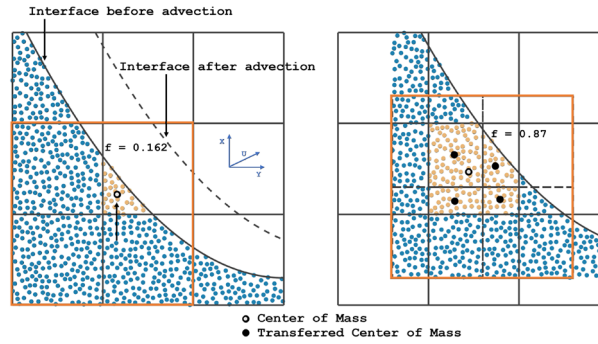 Interface before advection
Interface after advection
f = 0.162
X
U
Y
f = 0.87
Center of Mass
Transferred Center of Mass